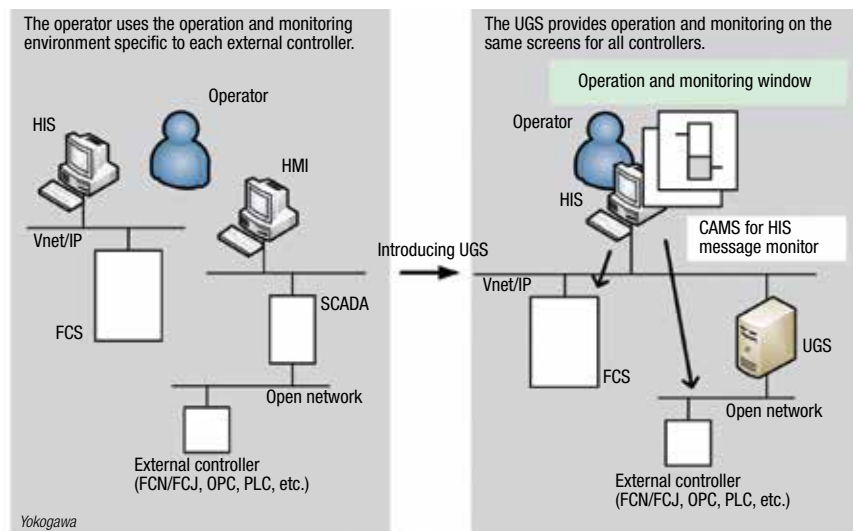 The operator uses the operation and monitoring
environment specific to each external controller.
Operator
HIS
HMI
Vnet/IP
FCS
SCADA
Open network
External controller
(FCN/FCJ, OPC, PLC, etc.)
Yokogawa
Introducing UGS
The UGS provides operation and monitoring on the
same screens for all controllers.
Operation and monitoring window
Operator
HIS
CAMS for HIS
message monitor
Vnet/IP
FCS
UGS
Open network
External controller
(FCN/FCJ, OPC, PLC, etc.)